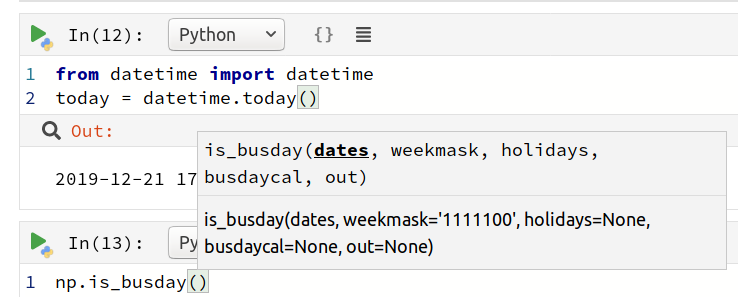 In(12): Python {}
1 from datetime import datetime
2 today = datetime.today()
Out:
is_busday(dates, weekmask, holidays,
busdaycal, out)
2019-12-21 17
is_busday(dates, weekmask='1111100', holidays=None,
busdaycal=None, out=None)
In(13): Py
1 np.is_busday()